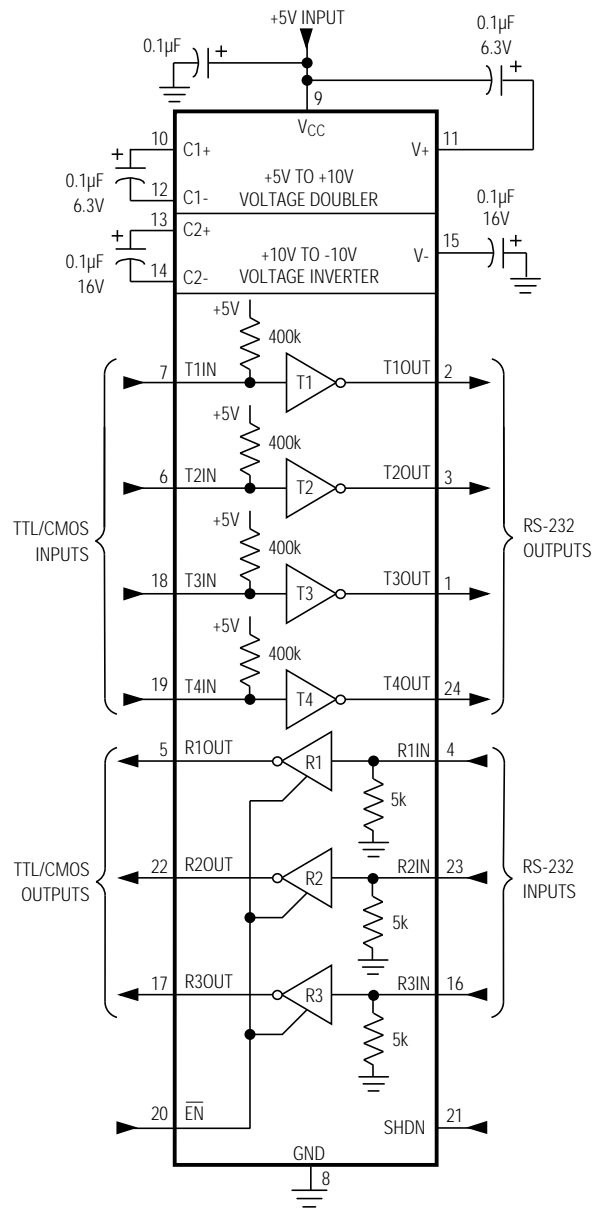 +5V INPUT
0.1µF
0.1µF
6.3V
9
VCC
10
C1+
V+
11
0.1µF
6.3V
12
C1-
+5V TO +10V
VOLTAGE DOUBLER
13
C2+
0.1µF
16V
14
C2-
+10V TO -10V
VOLTAGE INVERTER
V-
15
0.1µF
16V
+5V
400k
7
T1IN
T1
T1OUT
2
+5V
400k
6
T2IN
T2
T2OUT
3
TTL/CMOS
INPUTS
RS-232
OUTPUTS
+5V
400k
18
T3IN
T3
T3OUT
1
+5V
400k
19
T4IN
T4
T4OUT
24
5
R1OUT
R1
R1IN
4
5k
22
R2OUT
R2
R2IN
23
TTL/CMOS
OUTPUTS
RS-232
INPUTS
5k
17
R3OUT
R3
R3IN
16
5k
20
EN
SHDN
21
GND
8